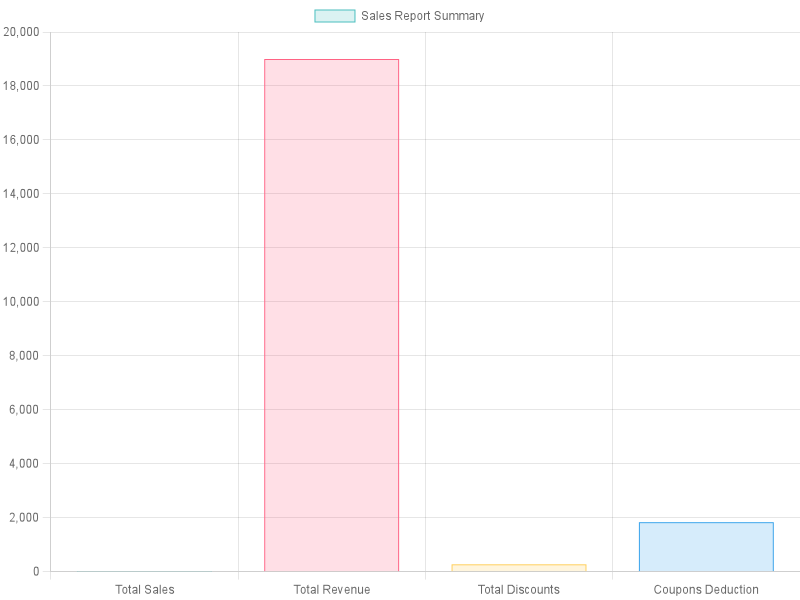 Sales Report Summary
20,000
18,000
16,000
14,000
12,000
10,000
8,000
6,000
4,000
2,000
0
Total Sales
Total Revenue
Total Discounts
Coupons Deduction